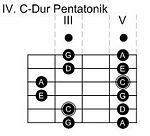 IV. C-Dur Pentatonik
III V
G A
D E
A C
E G
C D
G A